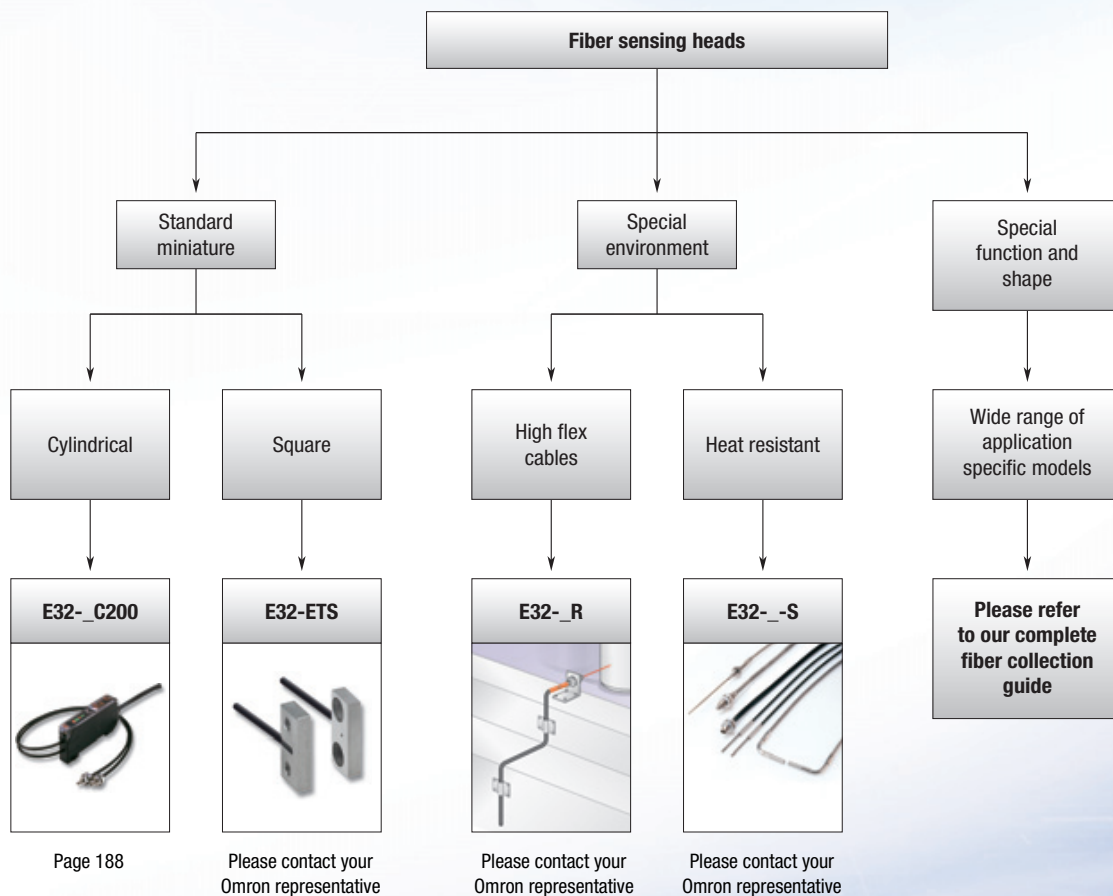 Fiber sensing heads
Standard
miniature
Special
environment
Special
function and
shape
Cylindrical
Square
High flex
cables
Heat resistant
Wide range of
application
specific models
E32-_C200
E32-ETS
E32-_R
E32-_-S
Please refer
to our complete
fiber collection
guide
Page 188
Please contact your
Omron representative
Please contact your
Omron representative
Please contact your
Omron representative